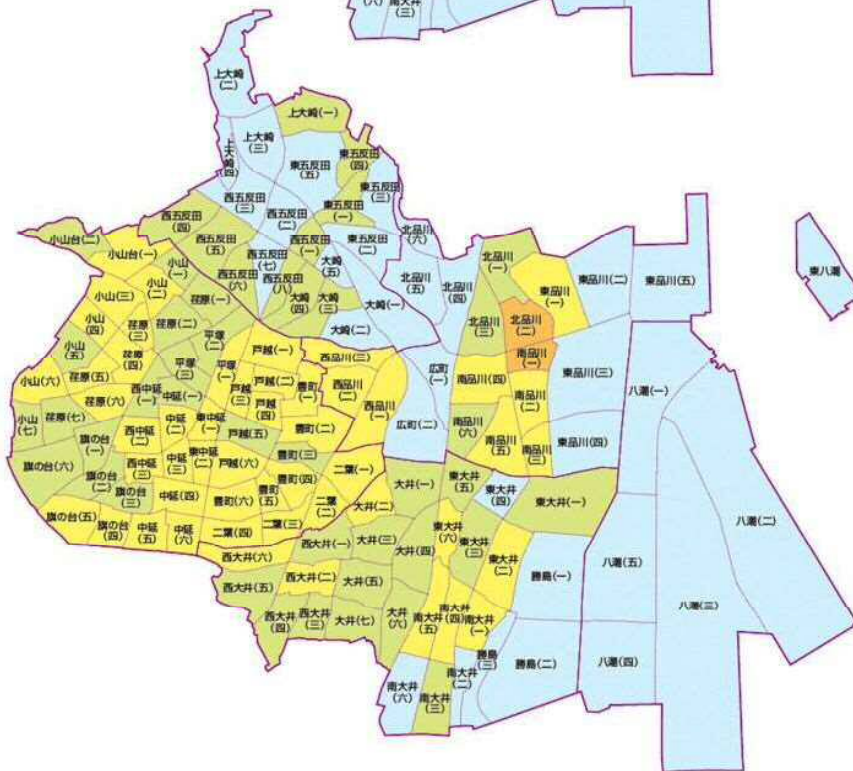 (六)
南大井
(三)
上大崎
(二)
上大崎(一)
上大崎
(三)
上大崎(四)
東五反田
(四)
東五反田
(五)
東五反田
(三)
西五反田
(三)
西五反田
(二)
東五反田
(一)
西五反田
(四)
西五反田
(五)
西五反田
(一)
東五反田
(二)
北品川
(六)
小山台(二)
小山台(一)
西五反田
(七)
大崎
(五)
西五反田
(六)
西五反田
(八)
北品川
(五)
北品川
(四)
北品川
(一)
東品川
(一)
東品川(二)
東品川(五)
東八潮
小山
(一)
小山
(二)
小山(三)
荏原(一)
大崎
(四)
大崎
(三)
大崎(一)
大崎(二)
北品川
(三)
北品川
(二)
南品川
(一)
小山
(四)
荏原
(三)
荏原(二)
平塚
(二)
小山
(五)
荏原
(四)
平塚
(三)
平塚
(一)
戸越(一)
西品川(三)
広町
(一)
東品川(三)
八潮(一)
小山(六)
荏原(五)
荏原(六)
西中延
(一)
中延(一)
戸越
(三)
戸越(二)
戸越
(四)
豊町
(一)
西品川
(二)
西品川
(一)
南品川(四)
南品川
(二)
小山
(七)
荏原(七)
旗の台
(一)
西中延
(二)
中延
(二)
東中延
(一)
戸越(五)
豊町(二)
広町(二)
南品川
(六)
南品川
(五)
南品川
(三)
東品川(四)
旗の台(六)
旗の台
(二)
西中延
(三)
中延
(三)
東中延
(二)
戸越(六)
豊町(三)
豊町(四)
二葉(一)
旗の台
(三)
中延(四)
豊町(六)
豊町
(五)
二葉
(二)
大井(二)
大井(一)
東大井
(五)
東大井
(四)
東大井(一)
旗の台(五)
旗の台
(四)
中延
(五)
中延
(六)
二葉(四)
二葉(三)
西大井(六)
西大井(一)
大井(三)
大井(四)
東大井
(六)
東大井
(三)
東大井
(二)
勝島(一)
八潮(二)
八潮(五)
西大井(五)
西大井(二)
大井(五)
西大井
(四)
西大井
(三)
大井(七)
大井
(六)
南大井
(五)
南大井
(四)
南大井
(一)
八潮(三)
南大井
(六)
南大井
(三)
南大井
(二)
勝島
(三)
勝島(二)
八潮(四)